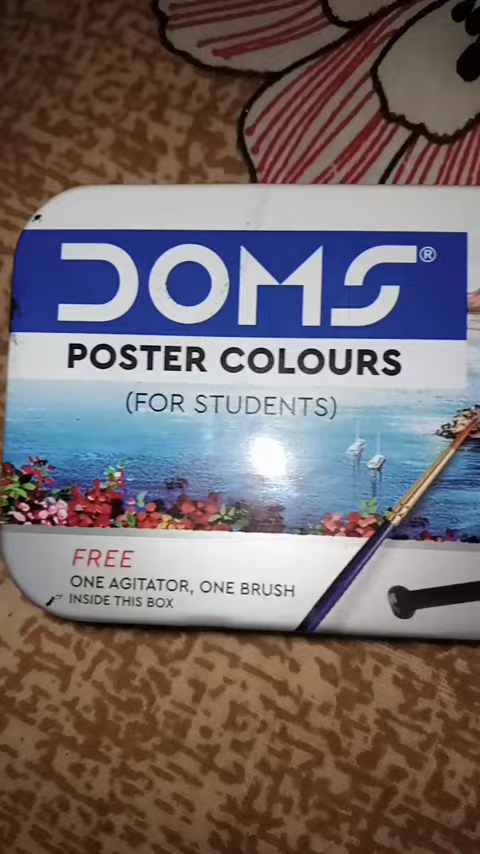 DOMS®
POSTER COLOURS
(FOR STUDENTS)
FREE
ONE AGITATOR, ONE BRUSH
INSIDE THIS BOX